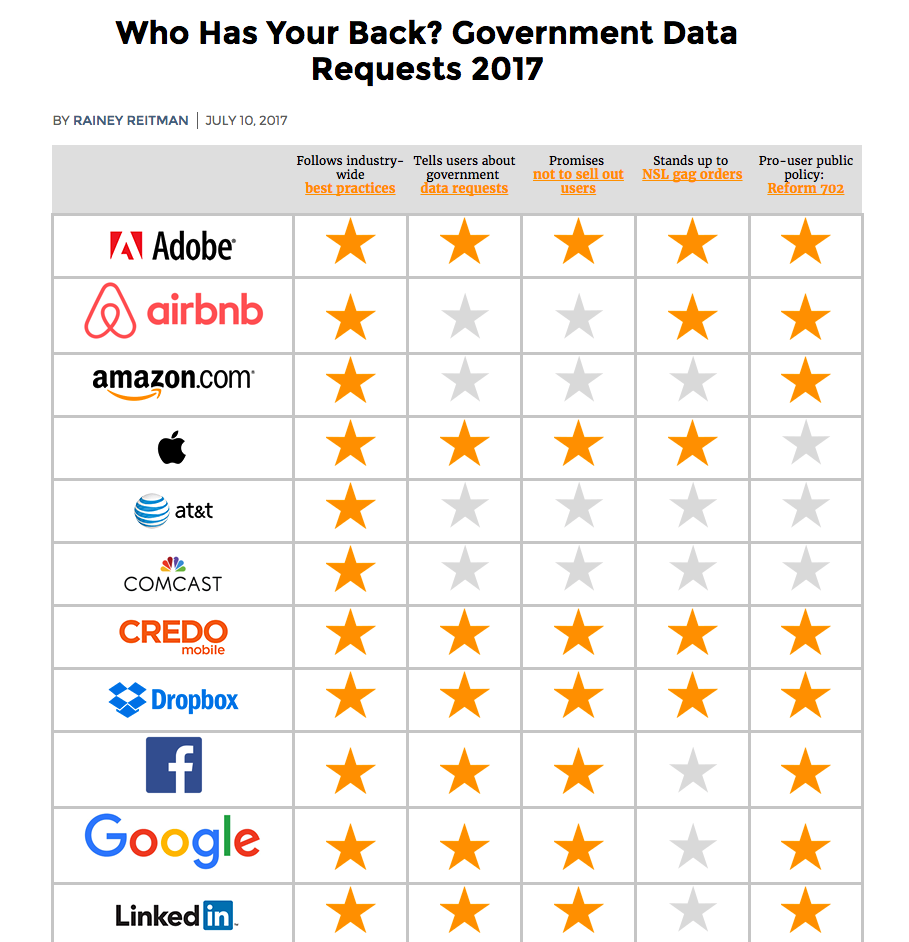 Who Has Your Back? Government Data
Requests 2017
BY RAINEY REITMAN | JULY 10, 2017
Follows industry-
wide
best practices
Tells users about
government
data requests
Promises
not to sell out
users
Stands up to
NSL gag orders
Pro-user public
policy:
Reform 702
Adobe
airbnb
amazon.com
at&t
COMCAST
CREDO
mobile
Dropbox
f
Google
Linked in